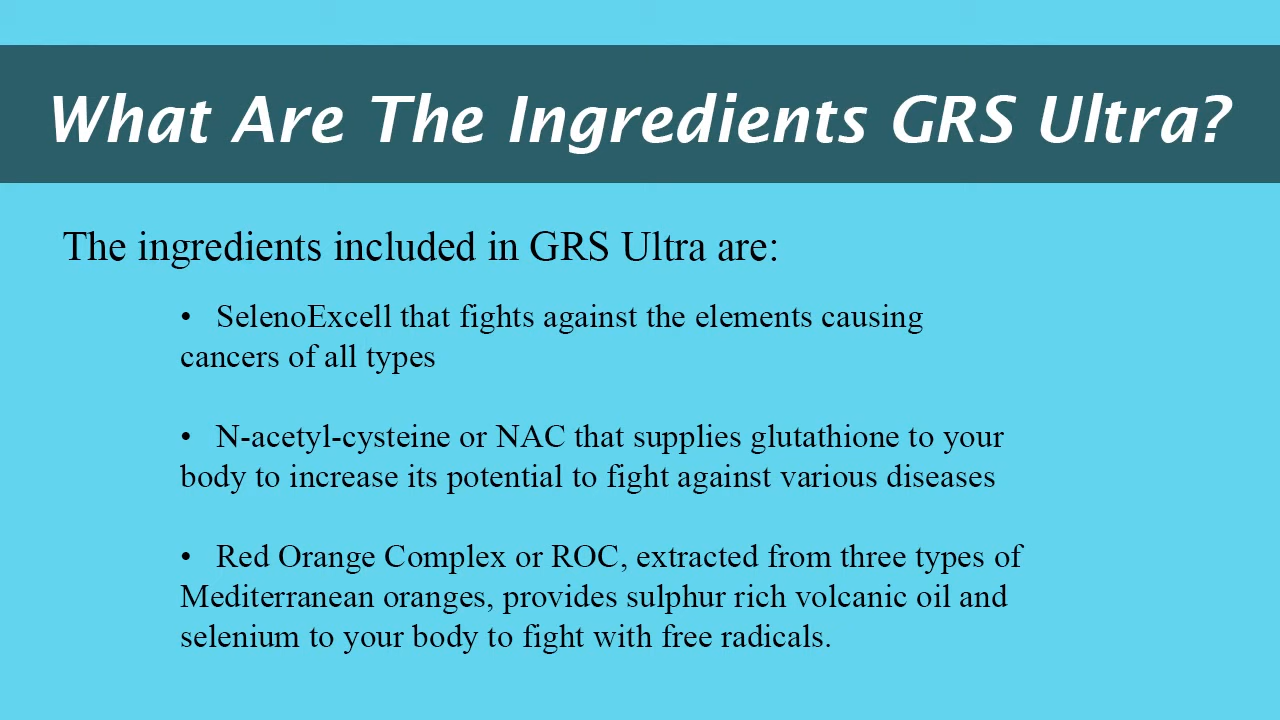 What Are The Ingredients GRS Ultra?
The ingredients included in GRS Ultra are:
• SelenoExcell that fights against the elements causing
cancers of all types
• N-acetyl-cysteine or NAC that supplies glutathione to your
body to increase its potential to fight against various diseases
• Red Orange Complex or ROC, extracted from three types of
Mediterranean oranges, provides sulphur rich volcanic oil and
selenium to your body to fight with free radicals.